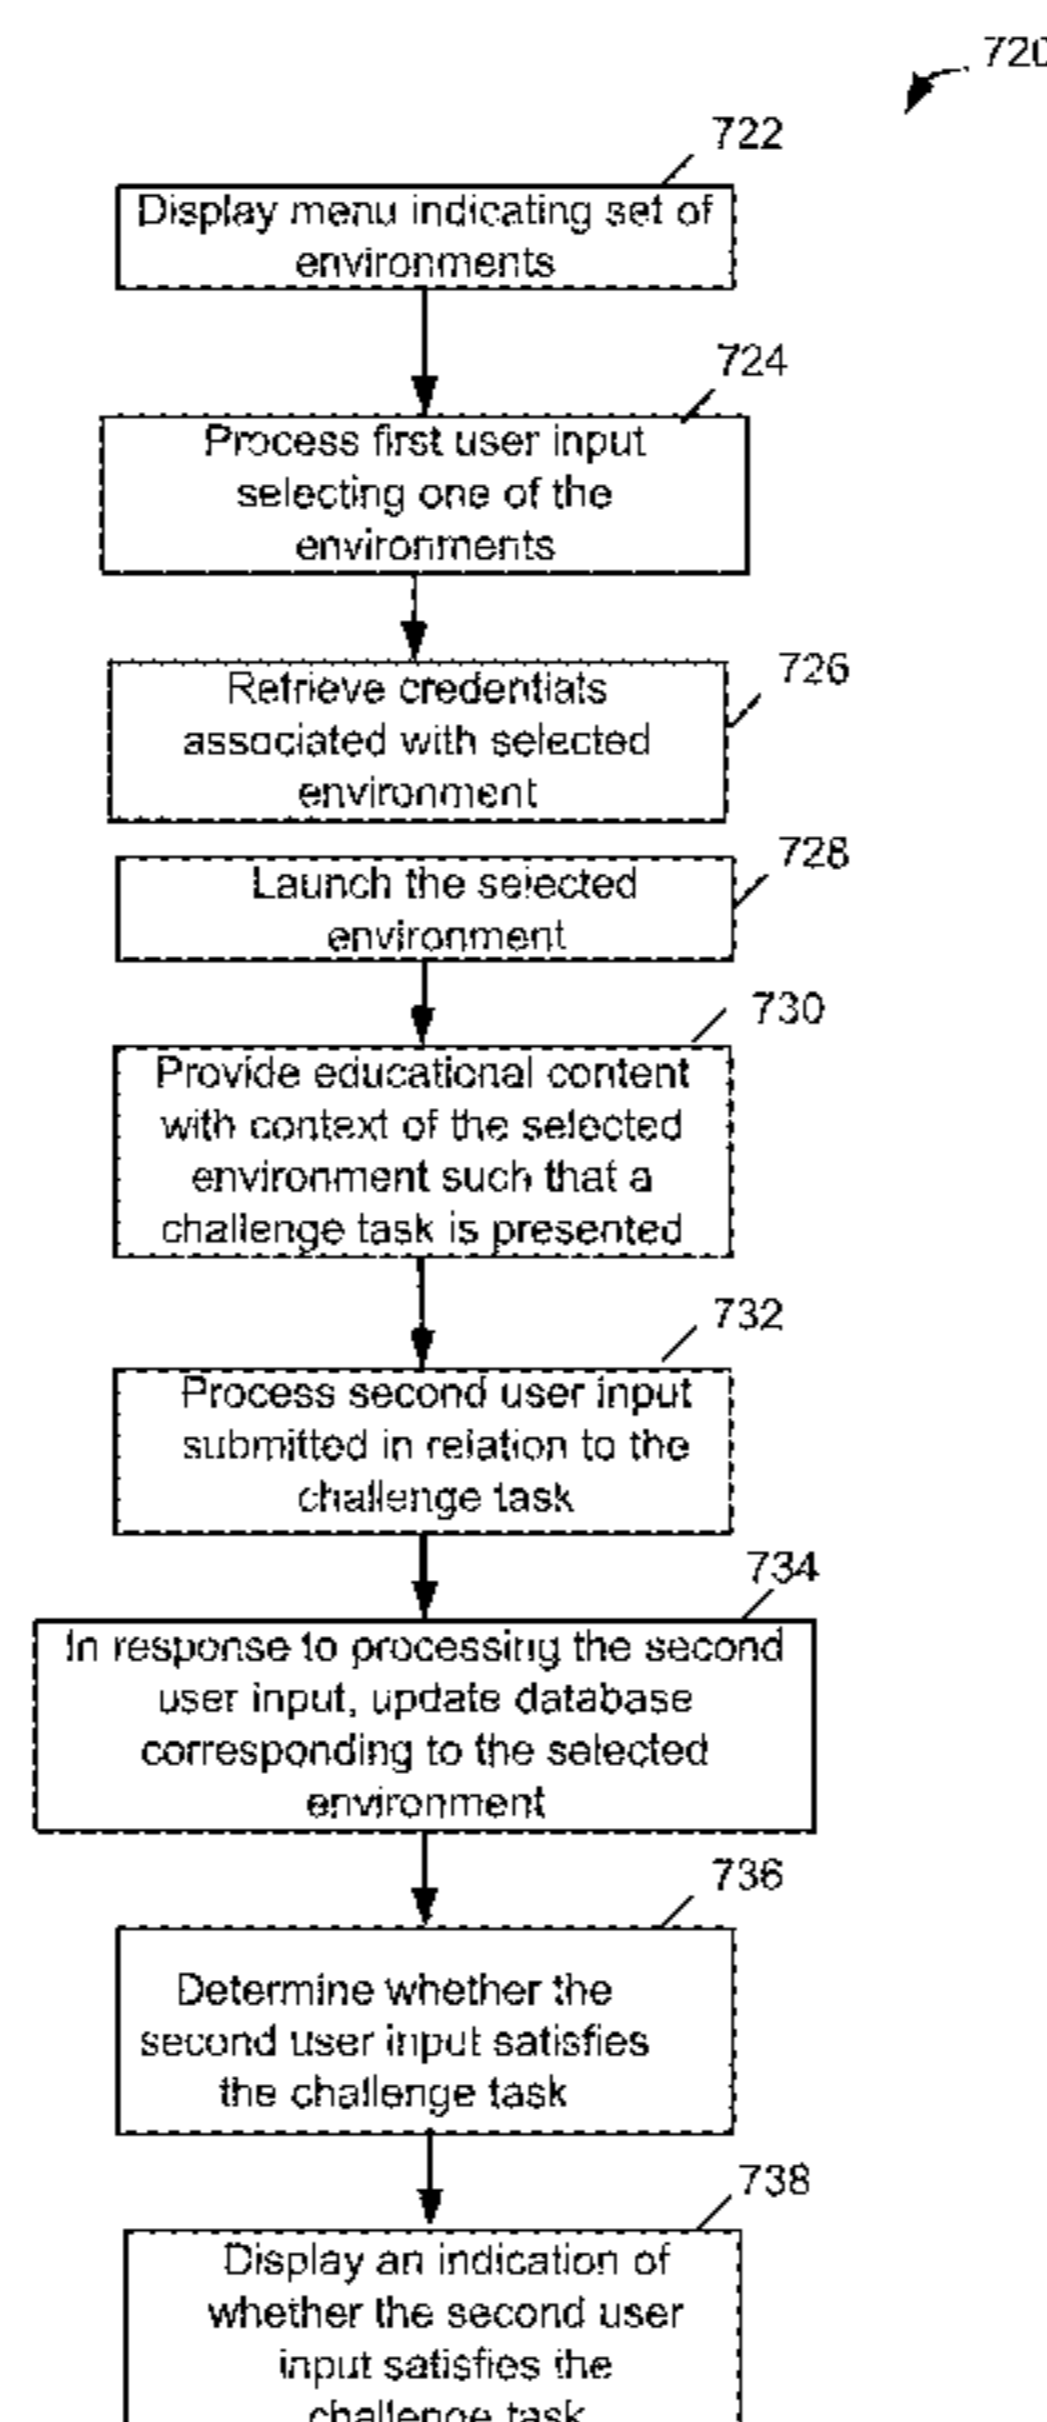 720
722
Display menu indicating set of
environments
724
Process first user input
selecting one of the
environments
726
Retrieve credentials
associated with selected
environment
728
Launch the selected
environment
730
Provide educational content
with context of the selected
environment such that a
challenge task is presented
732
Process second user input
submitted in relation to the
challenge task
734
In response to processing the second
user input, update database
corresponding to the selected
environment
736
Determine whether the
second user input satisfies
the challenge task
738
Display an indication of
whether the second user
input satisfies the
challenge task